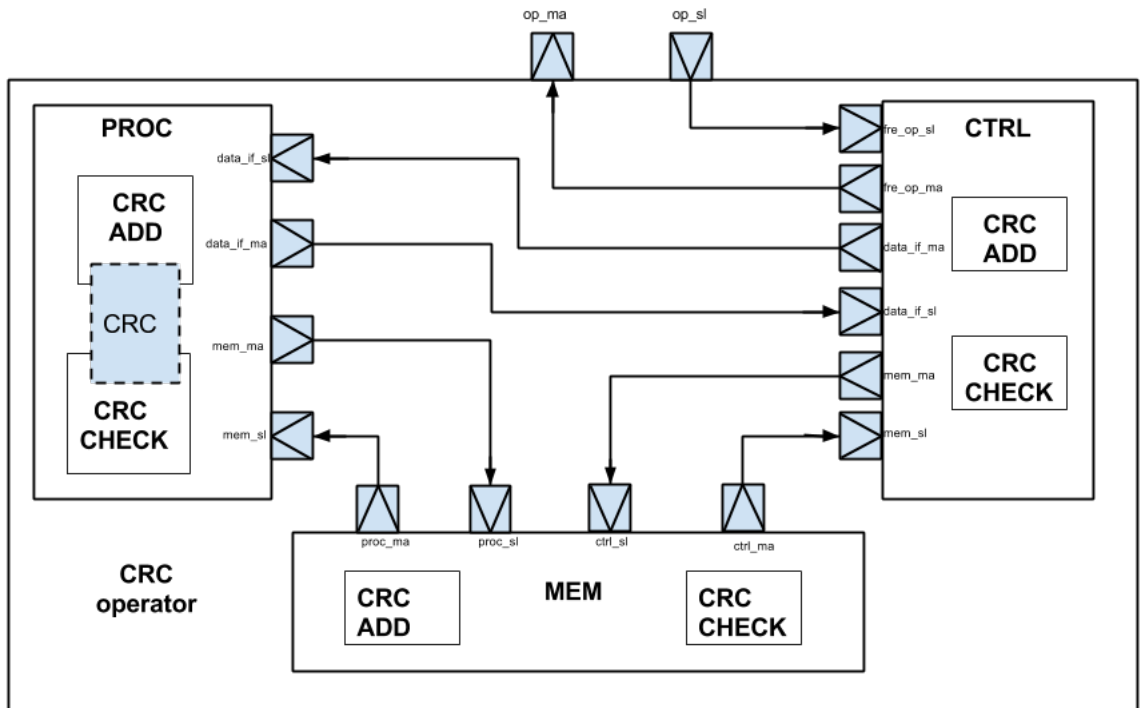 op_ma
op_sl
PROC
CTRL
data_if_sl
fre_op_sl
fre_op_ma
CRC
ADD
CRC
ADD
data_if_ma
data_if_ma
CRC
data_if_sl
mem_ma
mem_ma
CRC
CHECK
CRC
CHECK
mem_sl
mem_sl
proc_ma
proc_sl
ctrl_sl
ctrl_ma
CRC
operator
MEM
CRC
ADD
CRC
CHECK